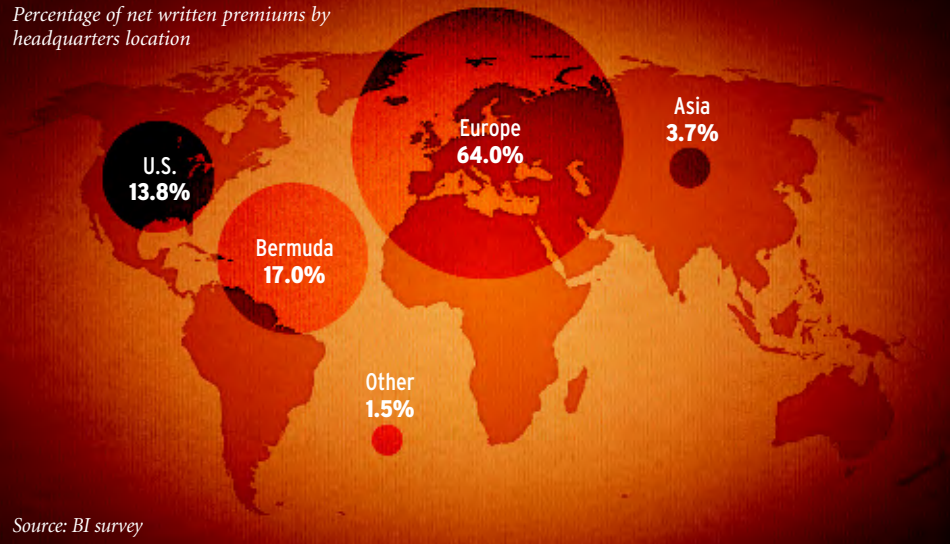 Percentage of net written premiums by
headquarters location
Europe
64.0%
Asia
3.7%
U.S.
13.8%
Bermuda
17.0%
Other
1.5%
Source: BI survey